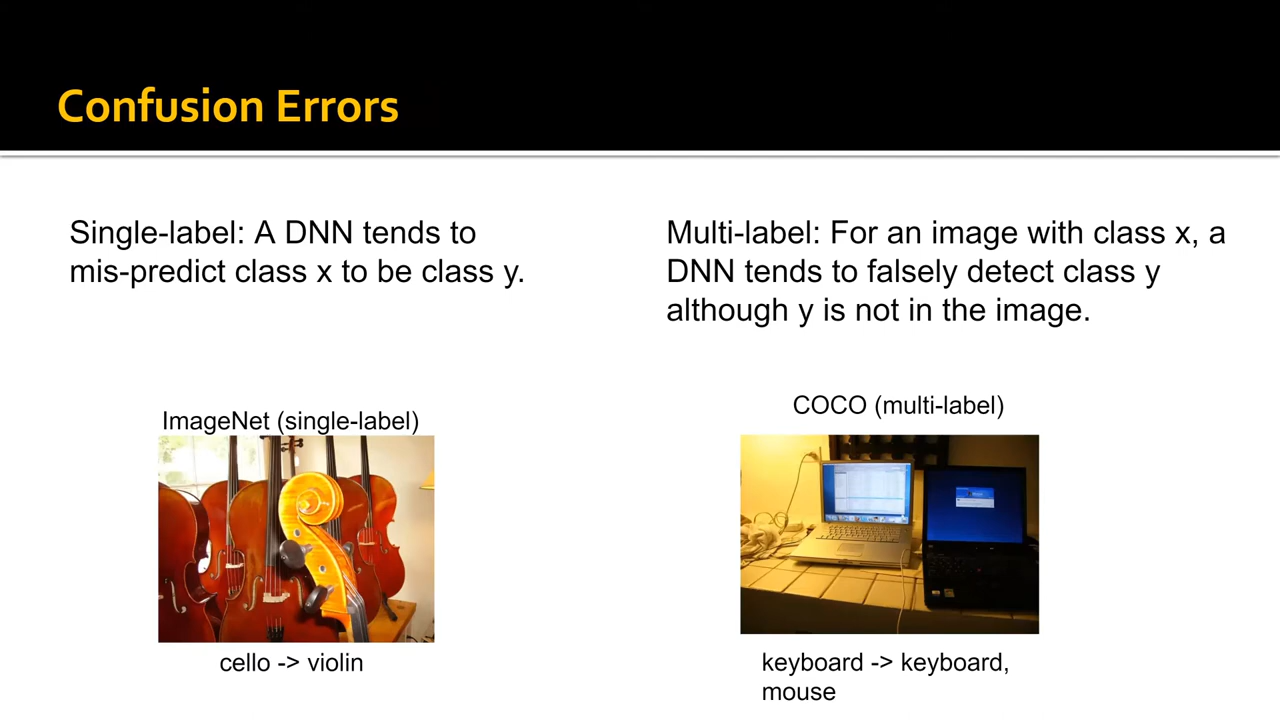 Confusion Errors
Single-label: A DNN tends to
mis-predict class x to be class y.
Multi-label: For an image with class x, a
DNN tends to falsely detect class y
although y is not in the image.
ImageNet (single-label)
cello -> violin
COCO (multi-label)
keyboard -> keyboard,
mouse